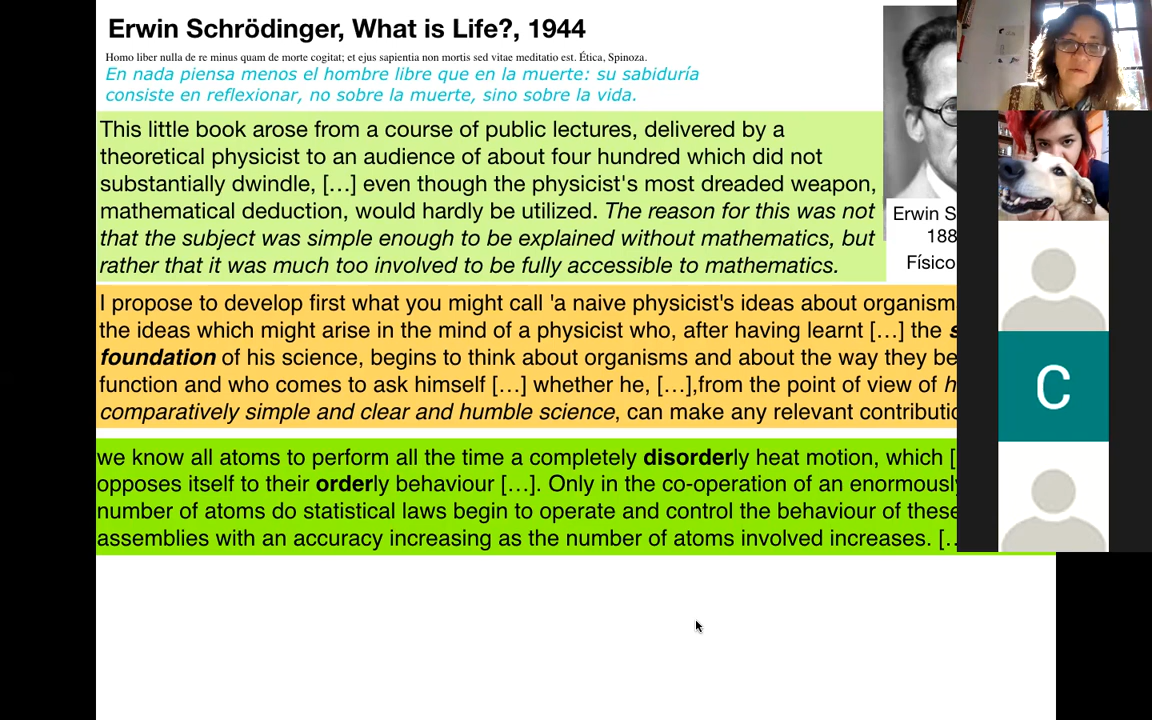 Erwin Schrödinger, What is Life?, 1944
Homo liber nulla de re minus quam de morte cogitat; et ejus sapientia non mortis sed vitae meditatio est. Ética, Spinoza.
En nada piensa menos el hombre libre que en la muerte: su sabiduría
consiste en reflexionar, no sobre la muerte, sino sobre la vida.
This little book arose from a course of public lectures, delivered by a
theoretical physicist to an audience of about four hundred which did not
substantially dwindle, […] even though the physicist's most dreaded weapon,
mathematical deduction, would hardly be utilized. The reason for this was not
that the subject was simple enough to be explained without mathematics, but
rather that it was much too involved to be fully accessible to mathematics.
Erwin S
188
Físico
I propose to develop first what you might call 'a naive physicist's ideas about organism
the ideas which might arise in the mind of a physicist who, after having learnt […] the s
foundation of his science, begins to think about organisms and about the way they be
function and who comes to ask himself […] whether he, […],from the point of view of h
comparatively simple and clear and humble science, can make any relevant contributio
we know all atoms to perform all the time a completely disorderly heat motion, which [
opposes itself to their orderly behaviour […]. Only in the co-operation of an enormously
number of atoms do statistical laws begin to operate and control the behaviour of these
assemblies with an accuracy increasing as the number of atoms involved increases. [..
C